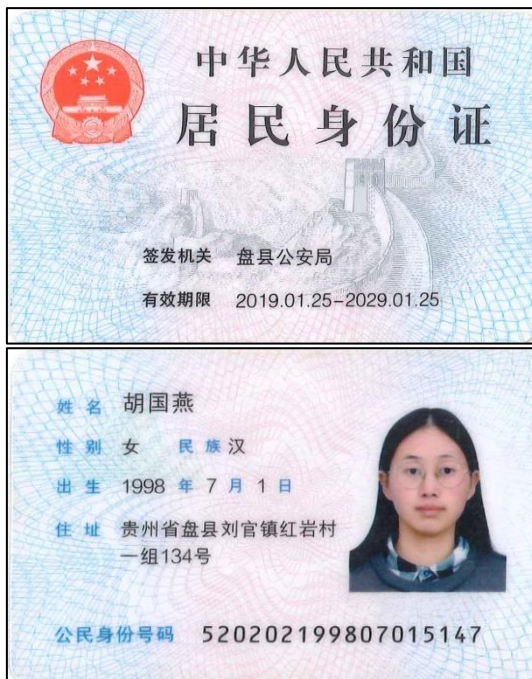 中华人民共和国
居民身份证
签发机关 盘县公安局
有效期限 2019.01.25-2029.01.25
姓名 胡国燕
性别 女 民族 汉
出生 1998 年 7 月 1 日
住址 贵州省盘县刘官镇红岩村
一组134号
公民身份号码 520202199807015147